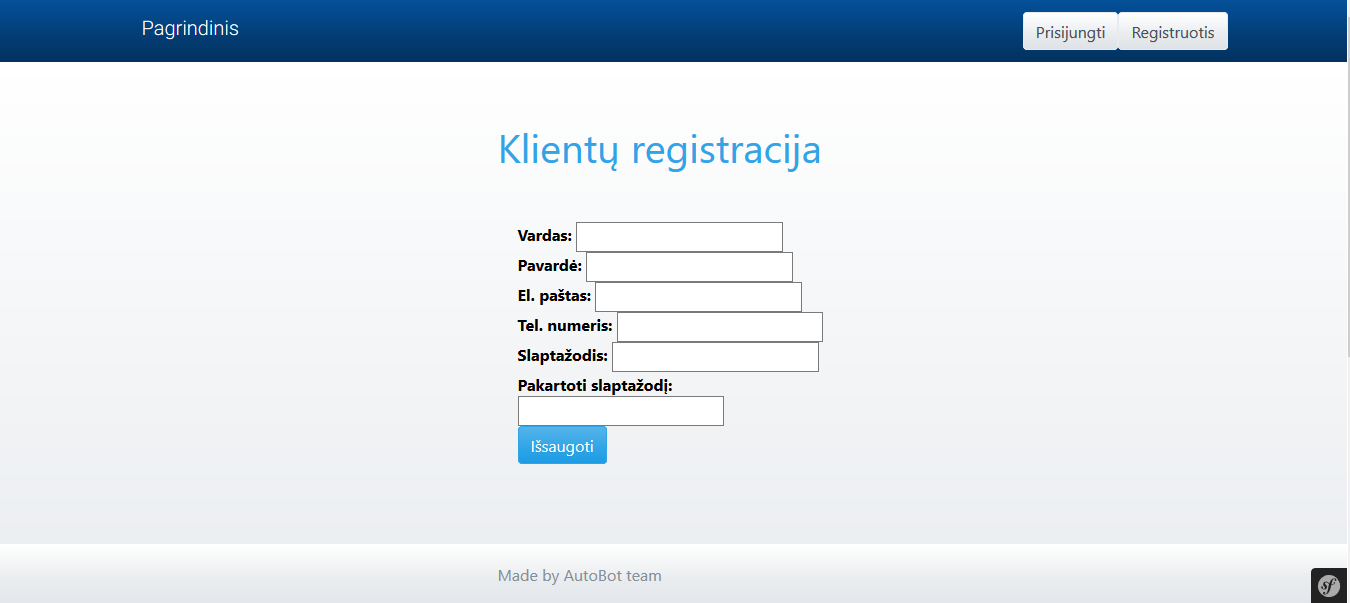 Pagrindinis
Prisijungti
Registruotis
Klientų registracija
Vardas:
Pavardė:
El. paštas:
Tel. numeris:
Slaptažodis:
Pakartoti slaptažodį:
Išsaugoti
Made by AutoBot team
sf